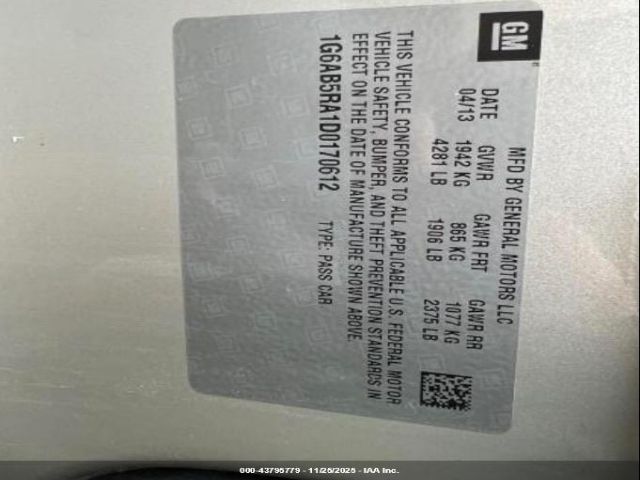 GM
MFD BY GENERAL MOTORS LLC
DATE GVWR GAWR FRT GAWR RR
04/13 1942 KG 865 KG 1077 KG
4281 LB 1906 LB 2375 LB
THIS VEHICLE CONFORMS TO ALL APPLICABLE U.S. FEDERAL MOTOR
VEHICLE SAFETY, BUMPER, AND THEFT PREVENTION STANDARDS IN
EFFECT ON THE DATE OF MANUFACTURE SHOWN ABOVE.
1G6AB5RA1D0170612 TYPE: PASS CAR
000-43795779 - 11/25/2025 - IAA Inc.